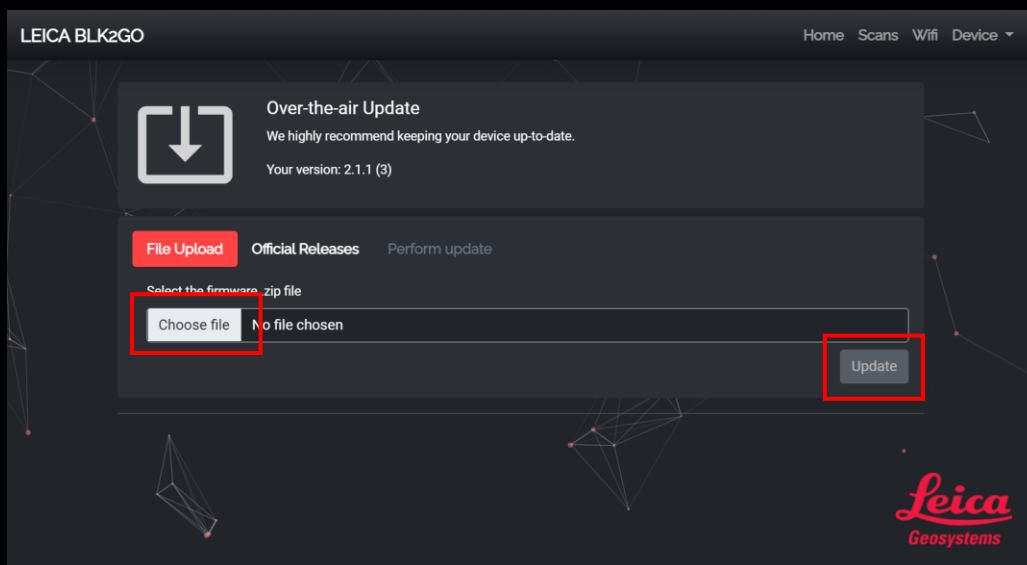 LEICA BLK2GO
Home Scans Wifi Device
Over-the-air Update
We highly recommend keeping your device up-to-date.
Your version: 2.1.1 (3)
File Upload Official Releases Perform update
Select the firmware .zip file
Choose file No file chosen
Update
Leica
Geosystems